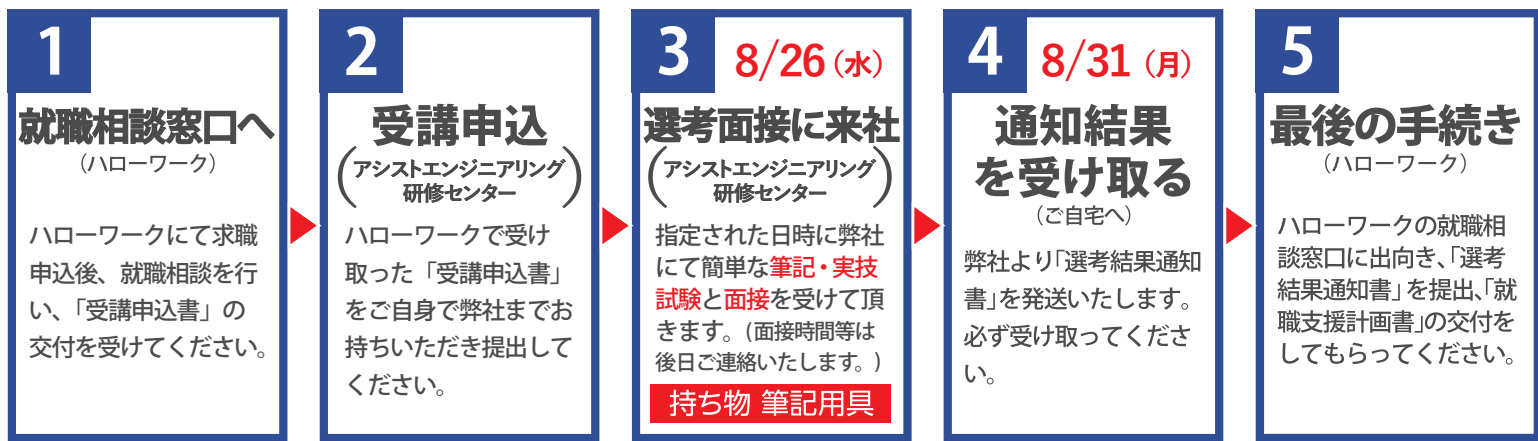 1
就職相談窓口へ
(ハローワーク)
ハローワークにて求職
申込後、就職相談を行
い、「受講申込書」の
交付を受けてください。
2
受講申込
(アシストエンジニアリング
研修センター)
ハローワークで受け
取った「受講申込書」
をご自身で弊社までお
持ちいただき提出して
ください。
3
8/26(水)
選考面接に来社
(アシストエンジニアリング
研修センター)
指定された日時に弊社
にて簡単な筆記・実技
試験と面接を受けて頂
きます。(面接時間等は
後日ご連絡いたします。)
持ち物 筆記用具
4
8/31(月)
通知結果
を受け取る
(ご自宅へ)
弊社より「選考結果通知
書」を発送いたします。
必ず受け取ってくださ
い。
5
最後の手続き
(ハローワーク)
ハローワークの就職相
談窓口に出向き、「選考
結果通知書」を提出、「就
職支援計画書」の交付を
してもらってください。